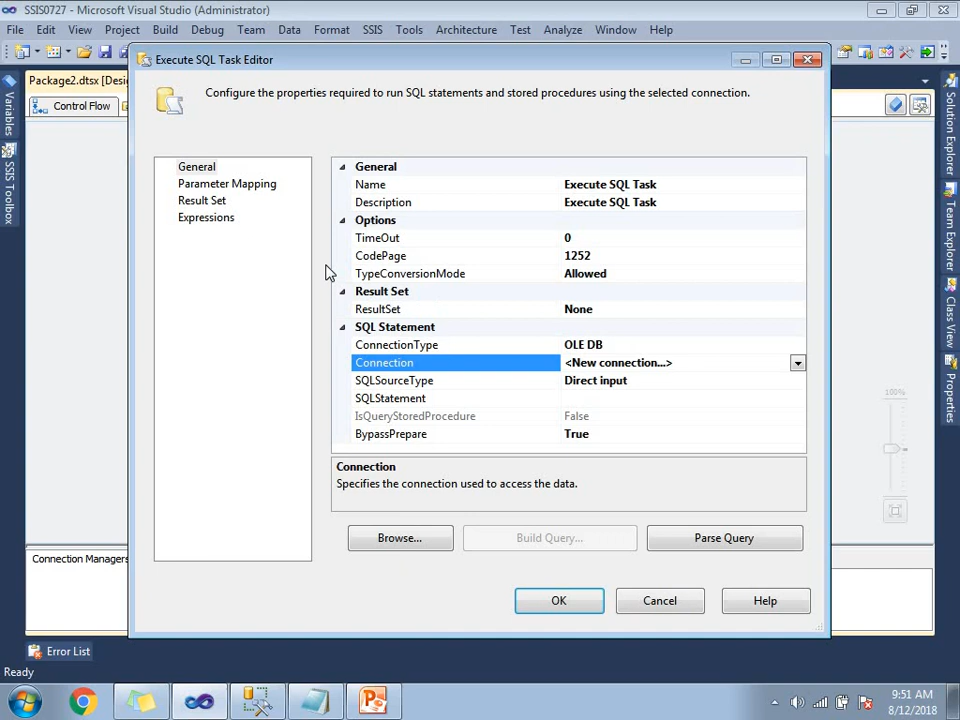 SSIS0727 - Microsoft Visual Studio (Administrator)
File Edit View Project Build Debug Team Data Format SSIS Tools Architecture Test Analyze Window Help
Execute SQL Task Editor
Package2.dtsx [Desi
Control Flow
Variables
SSIS Toolbox
Configure the properties required to run SQL statements and stored procedures using the selected connection.
General
Parameter Mapping
Result Set
Expressions
General
Name Execute SQL Task
Description Execute SQL Task
Options
TimeOut 0
CodePage 1252
TypeConversionMode Allowed
Result Set
ResultSet None
SQL Statement
ConnectionType OLE DB
Connection <New connection...>
SQLSourceType Direct input
SQLStatement
IsQueryStoredProcedure False
BypassPrepare True
Connection
Specifies the connection used to access the data.
Browse... Build Query... Parse Query
OK Cancel Help
Solution Explorer
Team Explorer
Class View
Properties
100%
Connection Managers
Error List
Ready
9:51 AM
8/12/2018